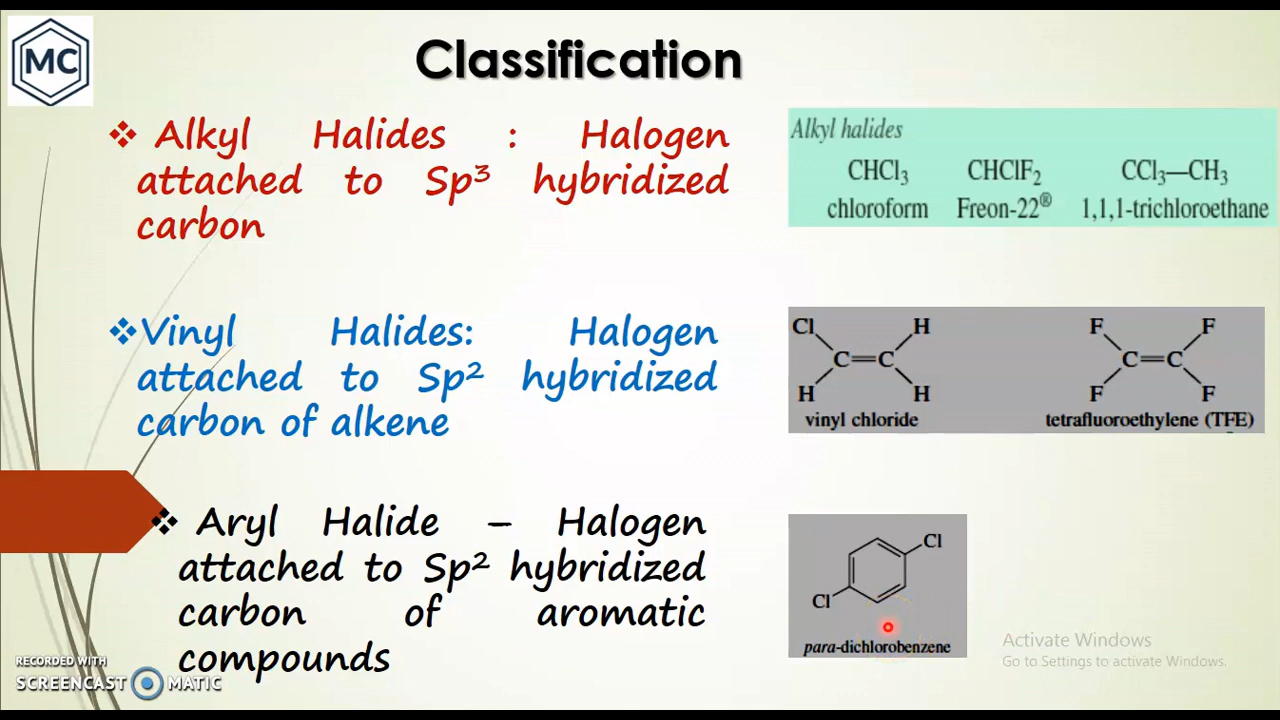 MC
Classification
❖ Alkyl Halides : Halogen
attached to Sp³ hybridized
carbon
Alkyl halides
CHCl₃ CHClF₂ CCl₃—CH₃
chloroform Freon-22® 1,1,1-trichloroethane
❖Vinyl Halides: Halogen
attached to Sp² hybridized
carbon of alkene
Cl H F F
C=C C=C
H H F F
vinyl chloride tetrafluoroethylene (TFE)
❖ Aryl Halide – Halogen
attached to Sp² hybridized
carbon of aromatic
compounds
Cl
Cl
para-dichlorobenzene
Activate Windows
Go to Settings to activate Windows.
RECORDED WITH
SCREENCAST MATIC